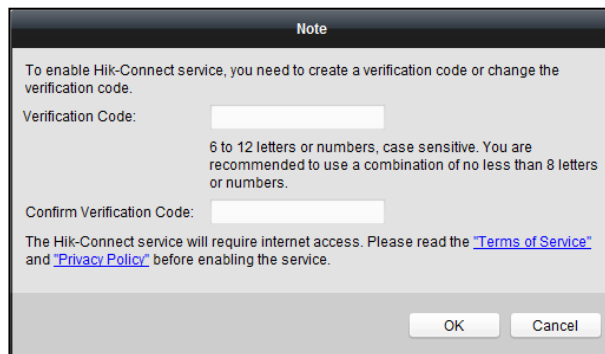 Note
To enable Hik-Connect service, you need to create a verification code or change the
verification code.
Verification Code:
6 to 12 letters or numbers, case sensitive. You are
recommended to use a combination of no less than 8 letters
or numbers.
Confirm Verification Code:
The Hik-Connect service will require internet access. Please read the "Terms of Service"
and "Privacy Policy" before enabling the service.
OK Cancel